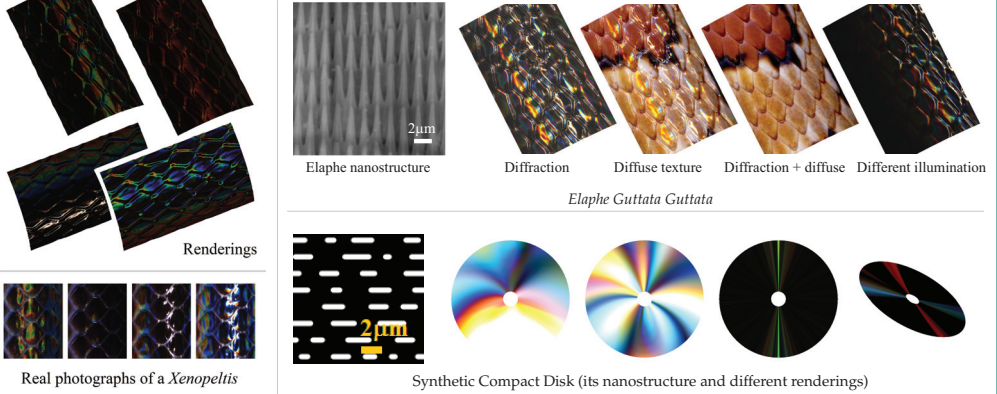 Renderings
Real photographs of a Xenopeltis
2μm
Elaphe nanostructure
Diffraction
Diffuse texture
Diffraction + diffuse
Different illumination
Elaphe Guttata Guttata
2μm
Synthetic Compact Disk (its nanostructure and different renderings)